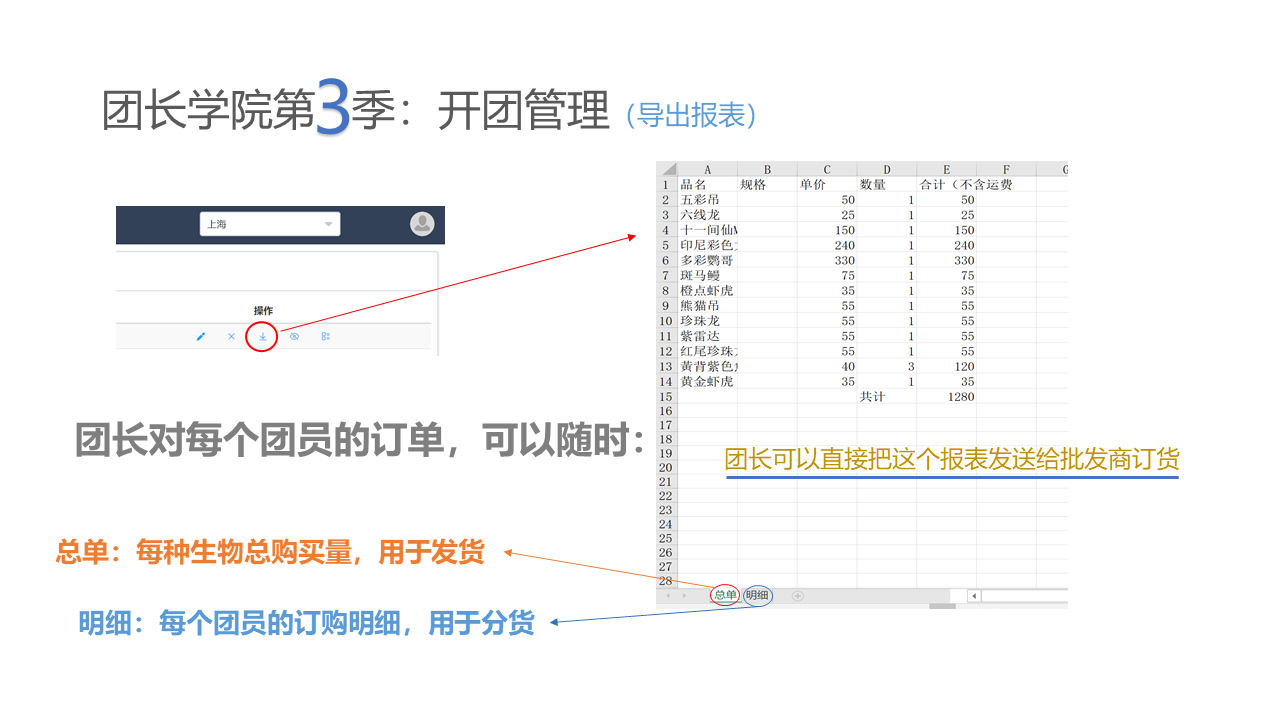 团长学院第3季：开团管理（导出报表）
上海
操作
A B C D E F G
1 品名 规格 单价 数量 合计（不含运费
2 五彩吊 50 1 50
3 六线龙 25 1 25
4 十一间仙 150 1 150
5 印尼彩色 240 1 240
6 多彩鹦哥 330 1 330
7 斑马鳗 75 1 75
8 橙点虾虎 35 1 35
9 熊猫吊 55 1 55
10 珍珠龙 55 1 55
11 紫雷达 55 1 55
12 红尾珍珠 55 1 55
13 黄背紫色 40 3 120
14 黄金虾虎 35 1 35
15 共计 1280
16
17
18
19
20
21
22
23
24
25
26
27
28
团长对每个团员的订单，可以随时：
团长可以直接把这个报表发送给批发商订货
总单：每种生物总购买量，用于发货
总单 明细
明细：每个团员的订购明细，用于分货